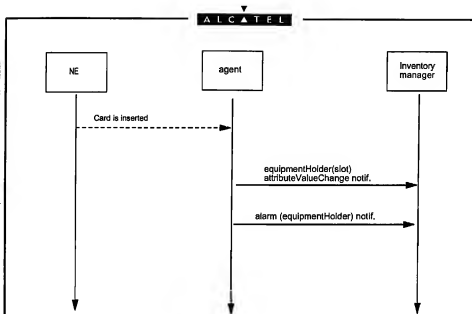 ALCATEL
NE
agent
Inventory
manager
Card is inserted
equipmentHolder(slot)
attributeValueChange notif.
alarm (equipmentHolder) notif.